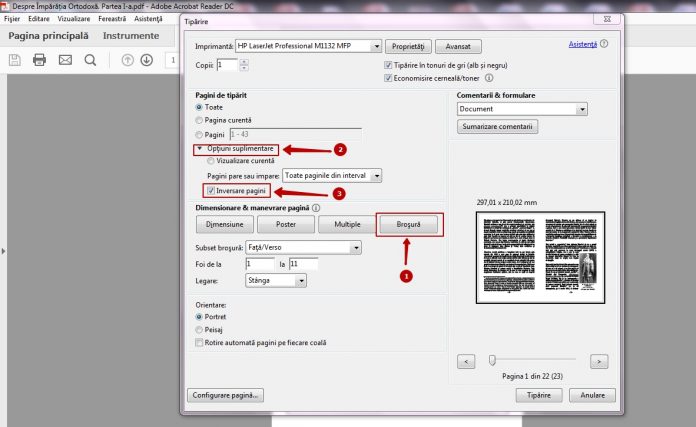 Despre Împărăția Ortodoxă. Partea I-a.pdf - Adobe Acrobat Reader DC
Fișier Editare Vizualizare Fereastră Asistență
Pagina principală Instrumente
1
Tipărire
Imprimantă: HP LaserJet Professional M1132 MFP Proprietăți Avansat Asistență
Copii: 1
Tipărire în tonuri de gri (alb și negru)
Economisire cerneală/toner
Pagini de tipărit
Toate
Pagina curentă
Pagini 1 - 43
Opțiuni suplimentare 2
Vizualizare curentă
Pagini pare sau impare: Toate paginile din interval
Inversare pagini 3
Comentarii & formulare
Document
Sumarizare comentarii
Dimensionare & manevrare pagină
Dimensiune Poster Multiple Broșură
1
Subset broșură: Față/Verso
Foi de la 1 la 11
Legare: Stânga
Orientare:
Portret
Peisaj
Rotire automată pagini pe fiecare coală
297,01 x 210,02 mm
< >
Pagina 1 din 22 (23)
Configurare pagină... Tipărire Anulare